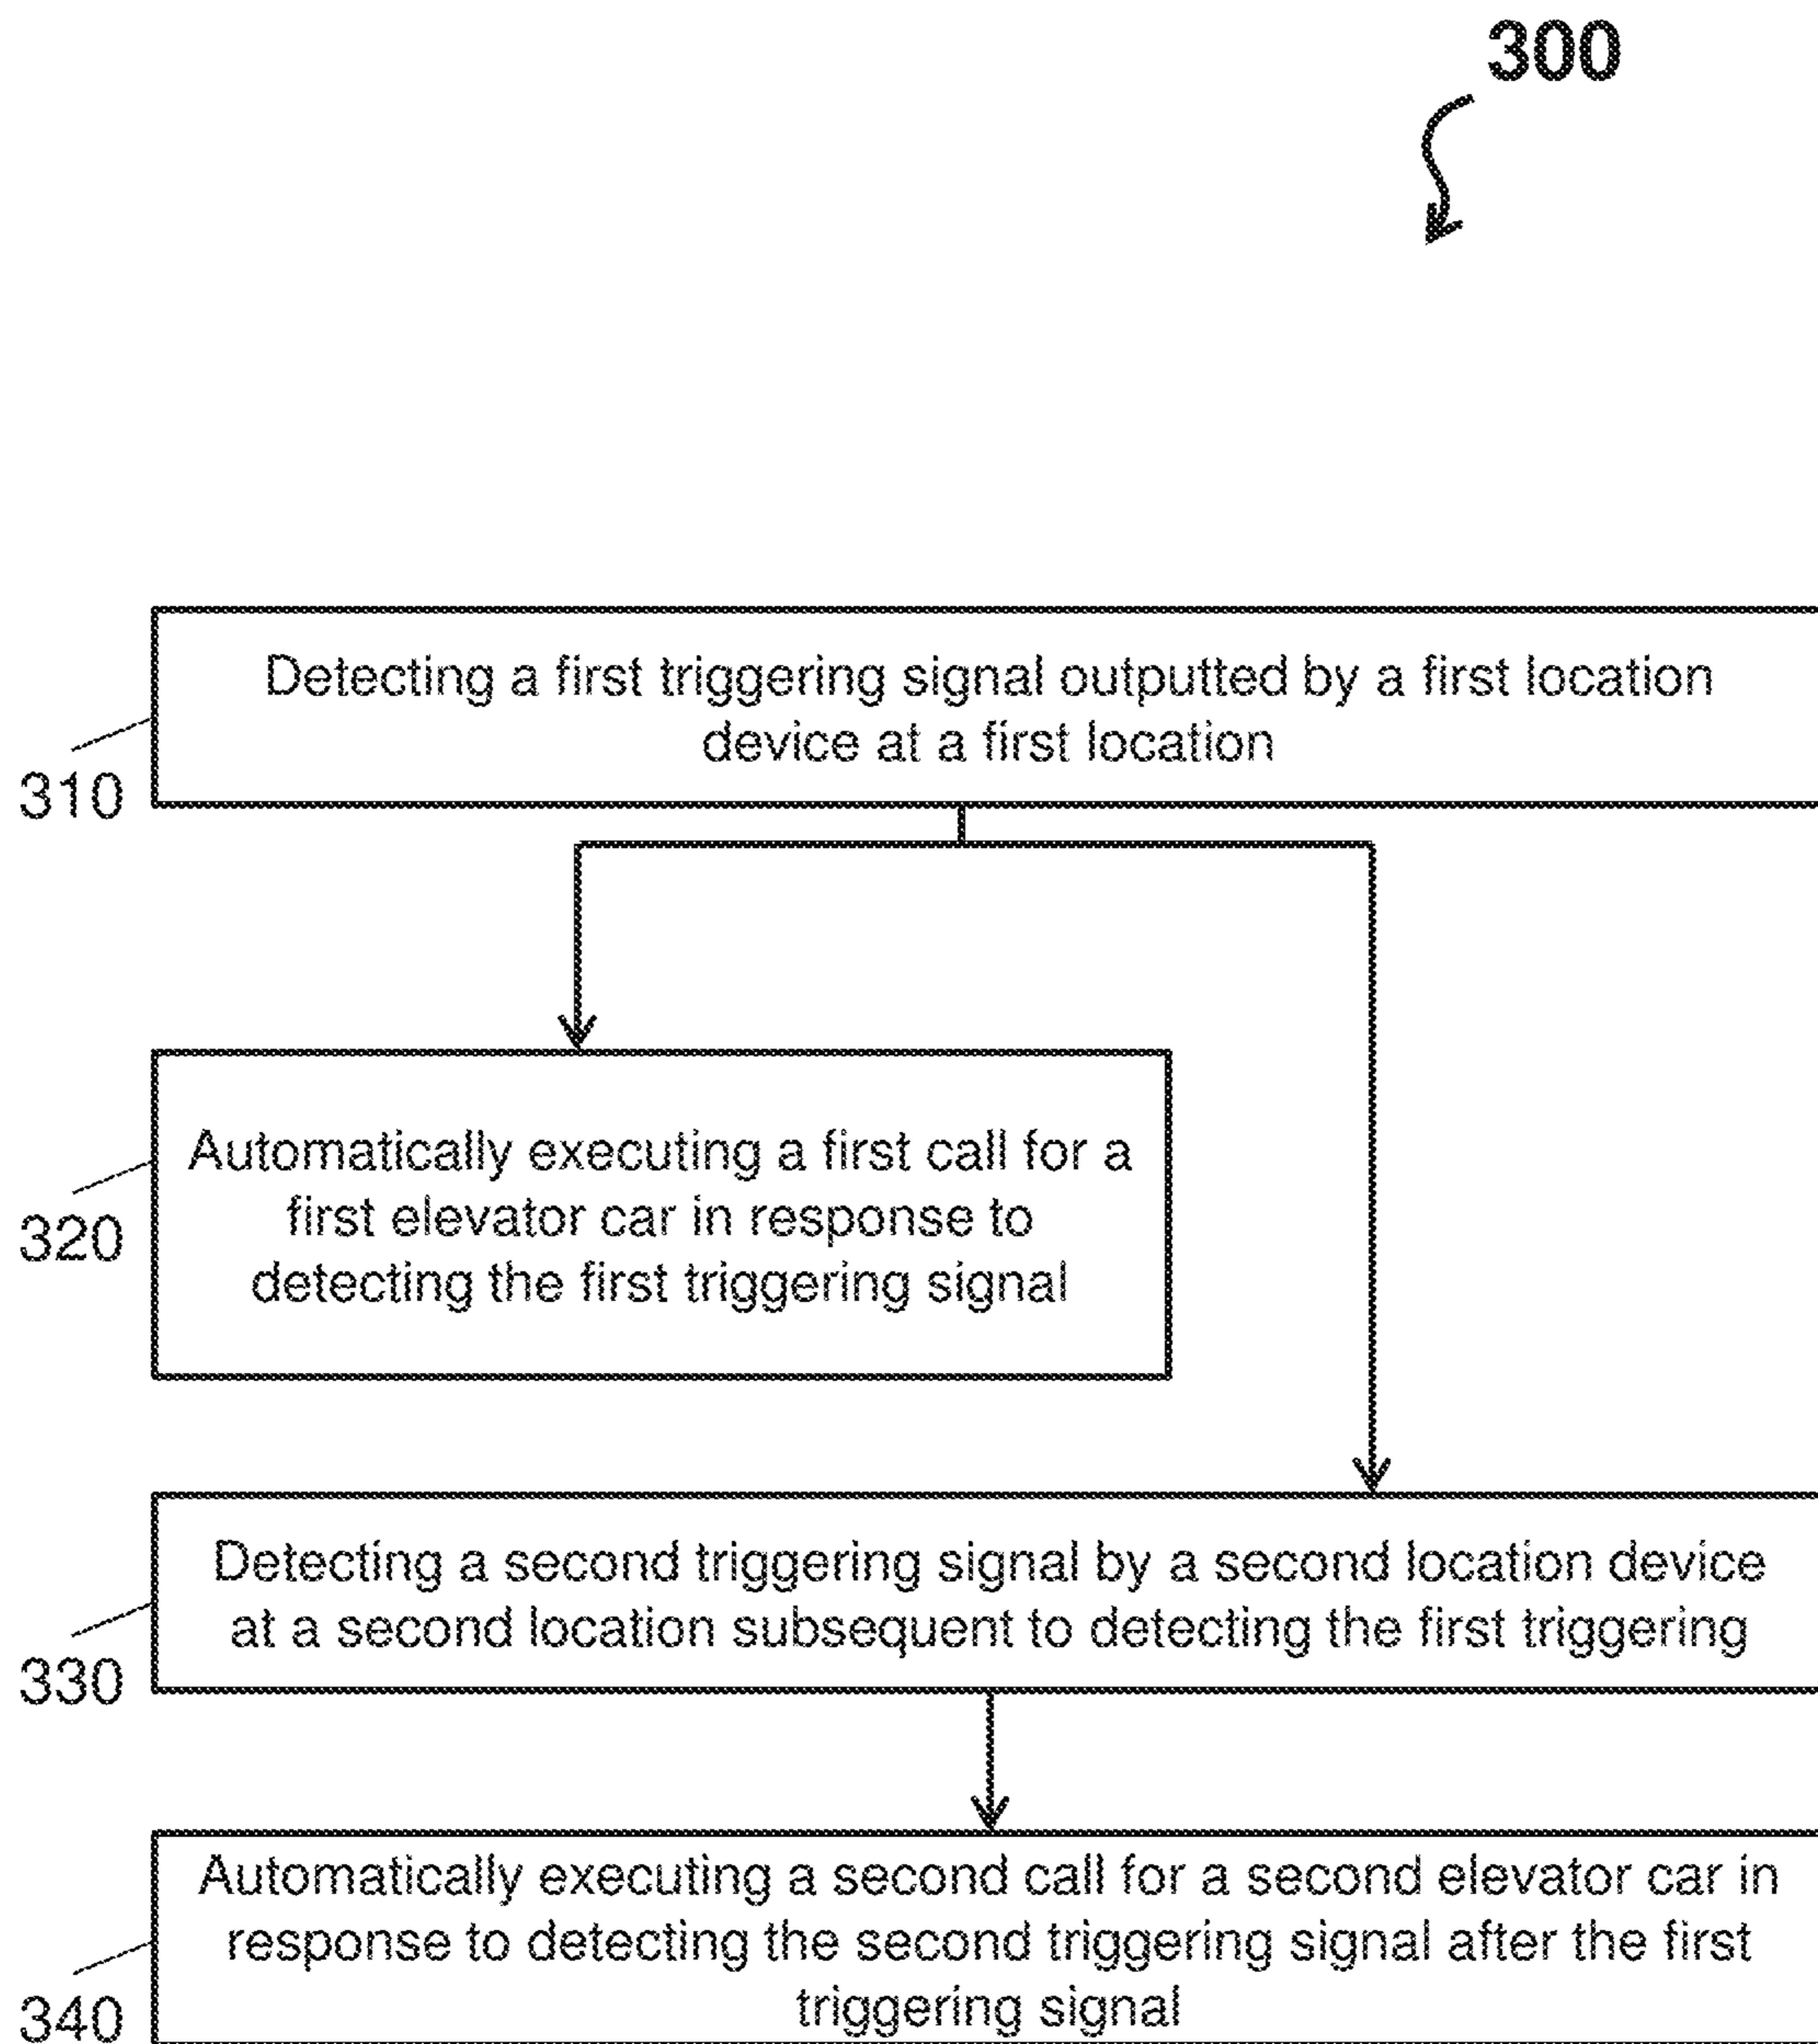 300
Detecting a first triggering signal outputted by a first location
device at a first location
310
Automatically executing a first call for a
first elevator car in response to
detecting the first triggering signal
320
Detecting a second triggering signal by a second location device
at a second location subsequent to detecting the first triggering
330
Automatically executing a second call for a second elevator car in
response to detecting the second triggering signal after the first
triggering signal
340